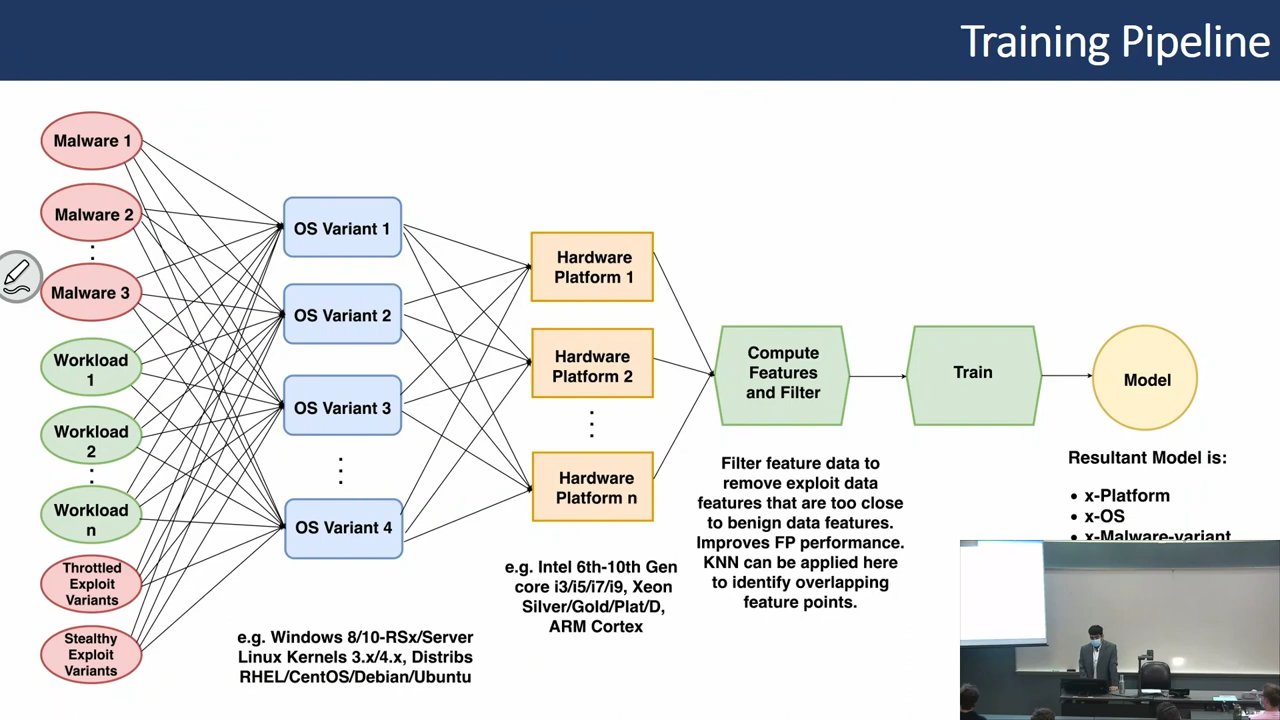 Training Pipeline
Malware 1
Malware 2
Malware 3
Workload
1
Workload
2
Workload
n
Throttled
Exploit
Variants
Stealthy
Exploit
Variants
OS Variant 1
OS Variant 2
OS Variant 3
OS Variant 4
e.g. Windows 8/10-RSx/Server
Linux Kernels 3.x/4.x, Distribs
RHEL/CentOS/Debian/Ubuntu
Hardware
Platform 1
Hardware
Platform 2
Hardware
Platform n
e.g. Intel 6th-10th Gen
core i3/i5/i7/i9, Xeon
Silver/Gold/Plat/D,
ARM Cortex
Compute
Features
and Filter
Filter feature data to
remove exploit data
features that are too close
to benign data features.
Improves FP performance.
KNN can be applied here
to identify overlapping
feature points.
Train
Model
Resultant Model is:
• x-Platform
• x-OS
• x-Malware-variant